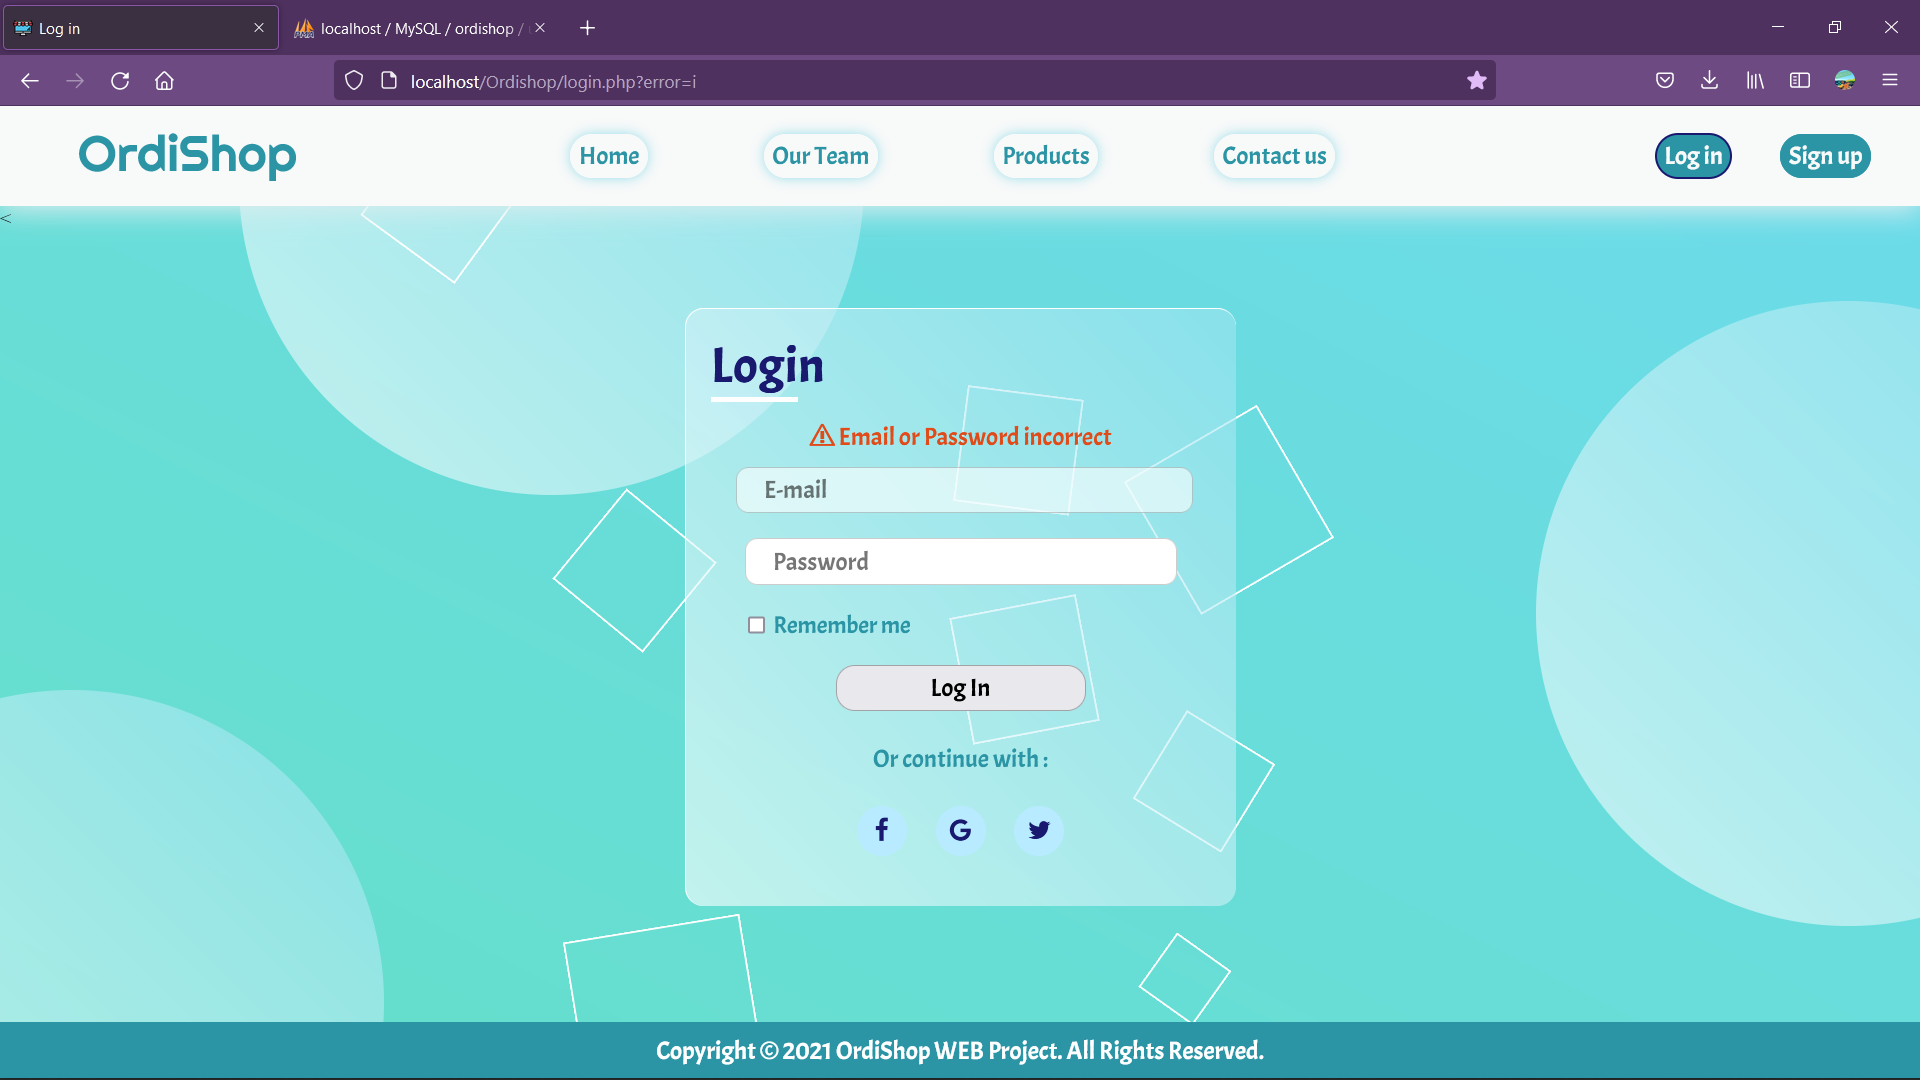 Log in
localhost / MySQL / ordishop /
localhost/Ordishop/login.php?error=i
OrdiShop
Home
Our Team
Products
Contact us
Log in
Sign up
<
Login
Email or Password incorrect
E-mail
Password
Remember me
Log In
Or continue with :
Copyright © 2021 OrdiShop WEB Project. All Rights Reserved.